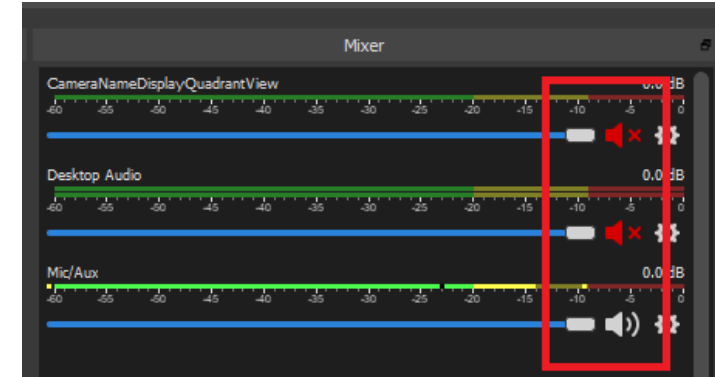 Mixer
CameraNameDisplayQuadrantView 0.0 dB
-60 -55 -50 -45 -40 -35 -30 -25 -20 -15 -10 -5 0
Desktop Audio 0.0 dB
-60 -55 -50 -45 -40 -35 -30 -25 -20 -15 -10 -5 0
Mic/Aux 0.0 dB
-60 -55 -50 -45 -40 -35 -30 -25 -20 -15 -10 -5 0